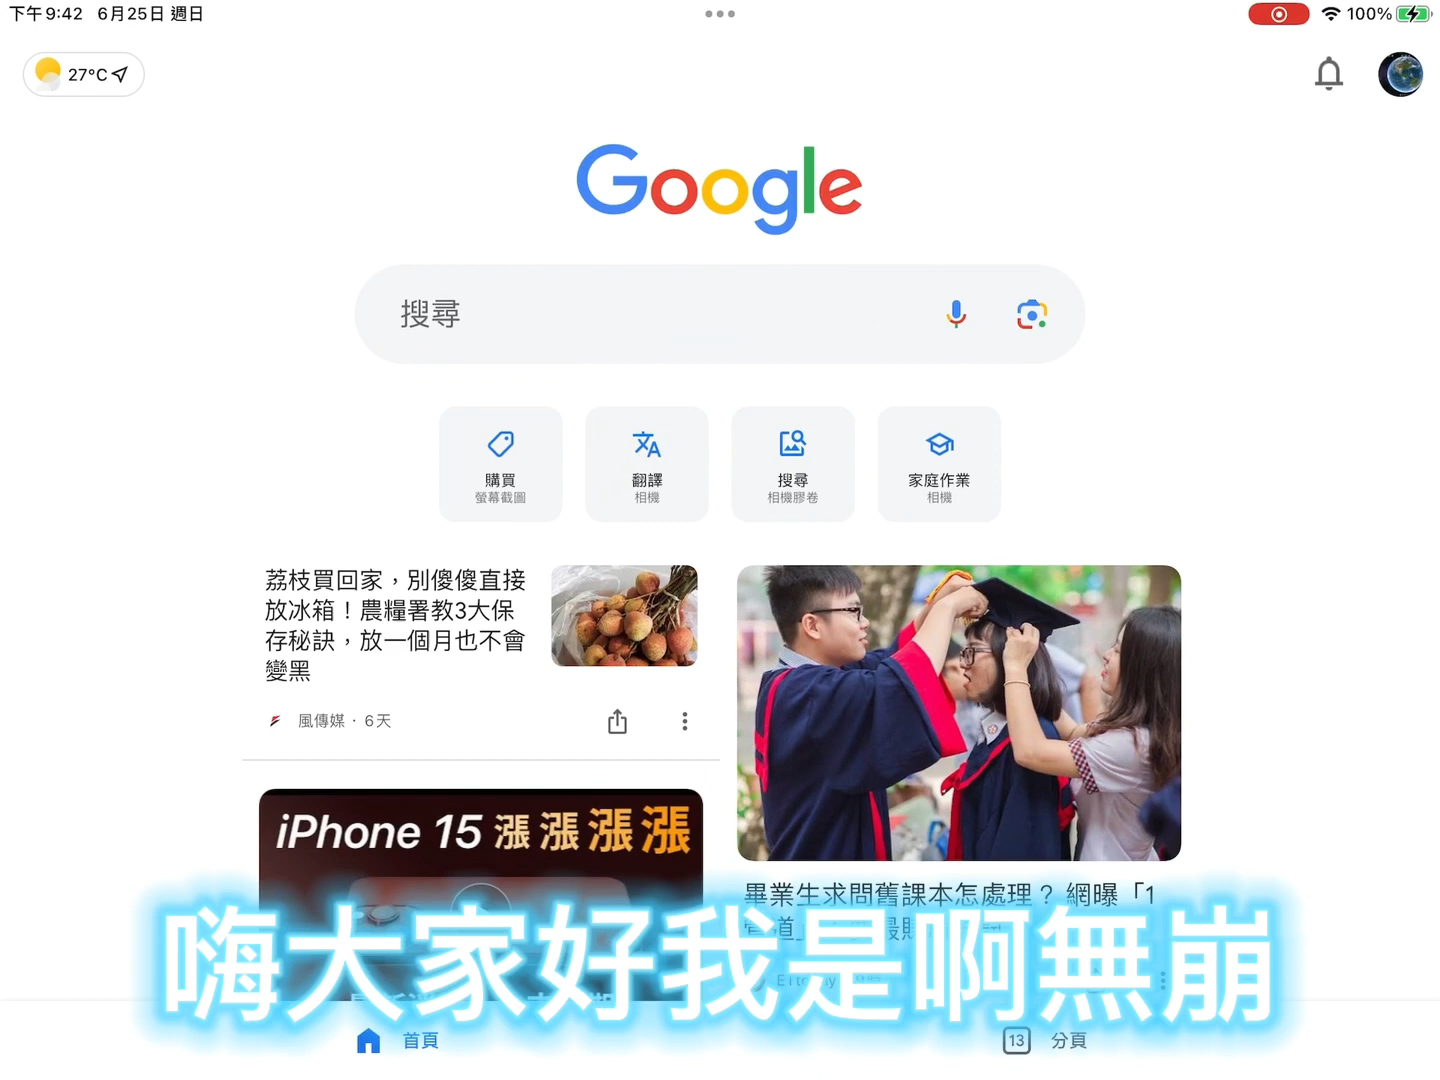 下午9:42 6月25日 週日
100%
27°C
Google
搜尋
購買
螢幕截圖
翻譯
相機
搜尋
相機膠卷
家庭作業
相機
荔枝買回家，別傻傻直接
放冰箱！農糧署教3大保
存秘訣，放一個月也不會
變黑
風傳媒 · 6天
iPhone 15 漲漲漲漲
畢業生求問舊課本怎處理？ 網曝「1
嗨大家好我是啊無崩
首頁
13 分頁